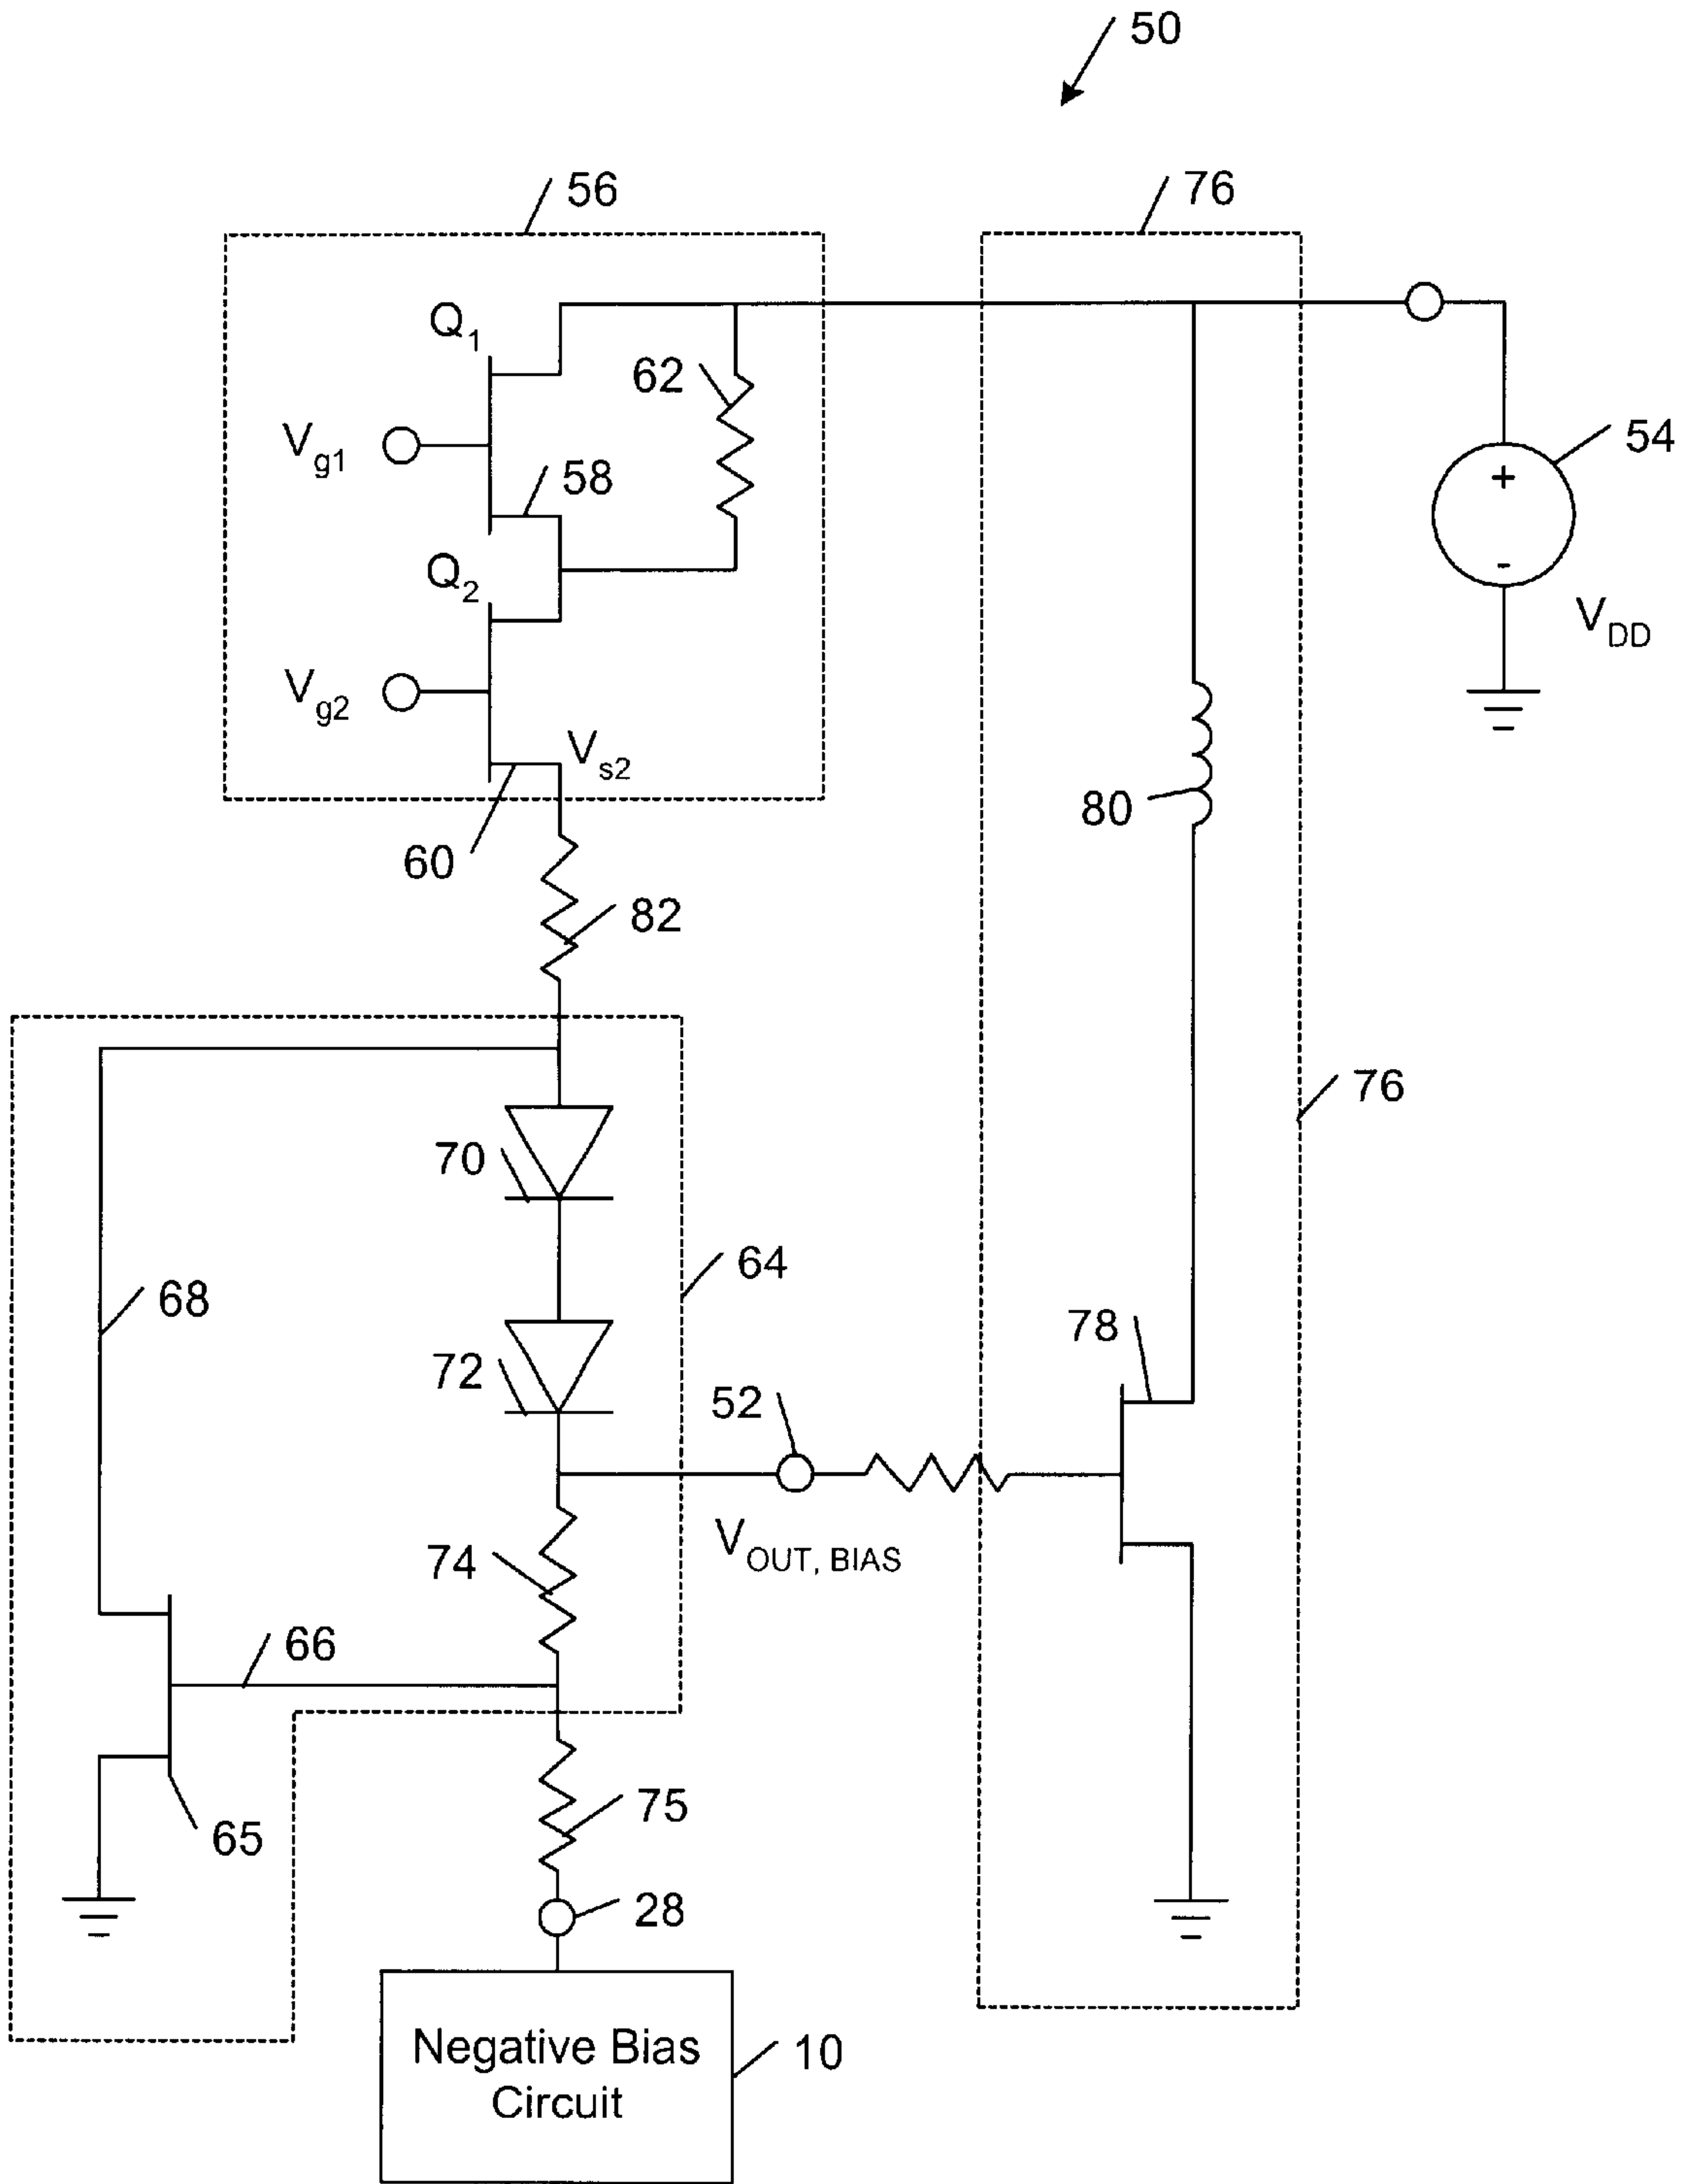 50
56
76
Q1
62
Vg1
58
54
+
-
VDD
Q2
Vg2
Vs2
80
60
82
76
70
64
68
78
72
52
VOUT, BIAS
74
66
75
65
28
Negative Bias
Circuit
10